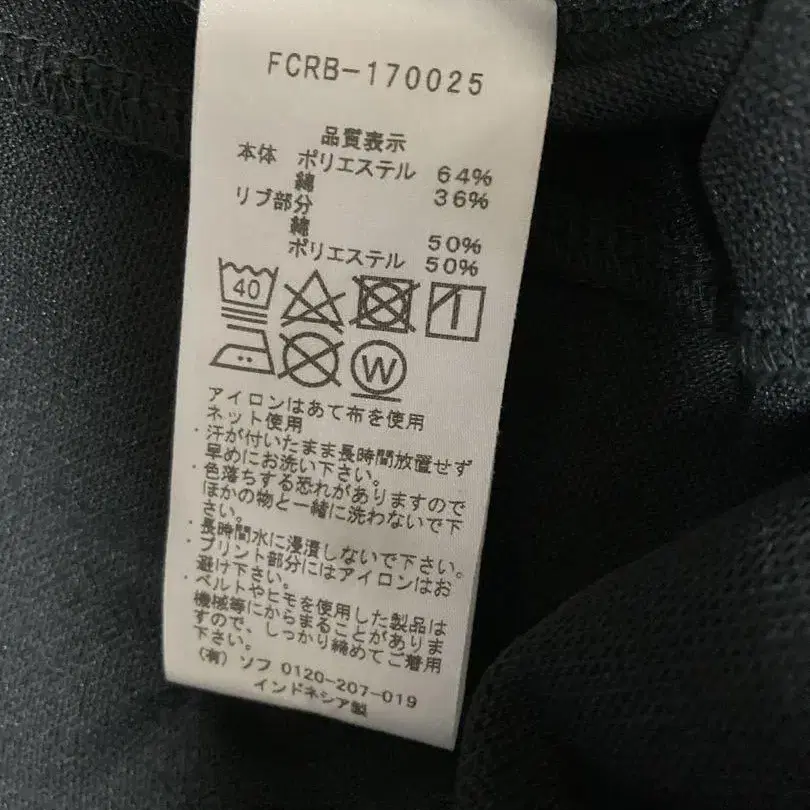 FCRB-170025
品質表示
本体 ポリエステル 64%
綿 36%
リブ部分
綿 50%
ポリエステル 50%
40
W
アイロンはあて布を使用
ネット使用
・汗が付いたまま長時間放置せず
早めにお洗い下さい。
・色落ちする恐れがありますので
ほかの物と一緒に洗わないで下
さい。
・長時間水に浸漬しないで下さい。
・プリント部分にはアイロンはお
避け下さい。
・ベルトやヒモを使用した製品は
機械等にからまることがありま
すので、しっかり締めてご着用
下さい。
(有)ソフ 0120-207-019
インドネシア製